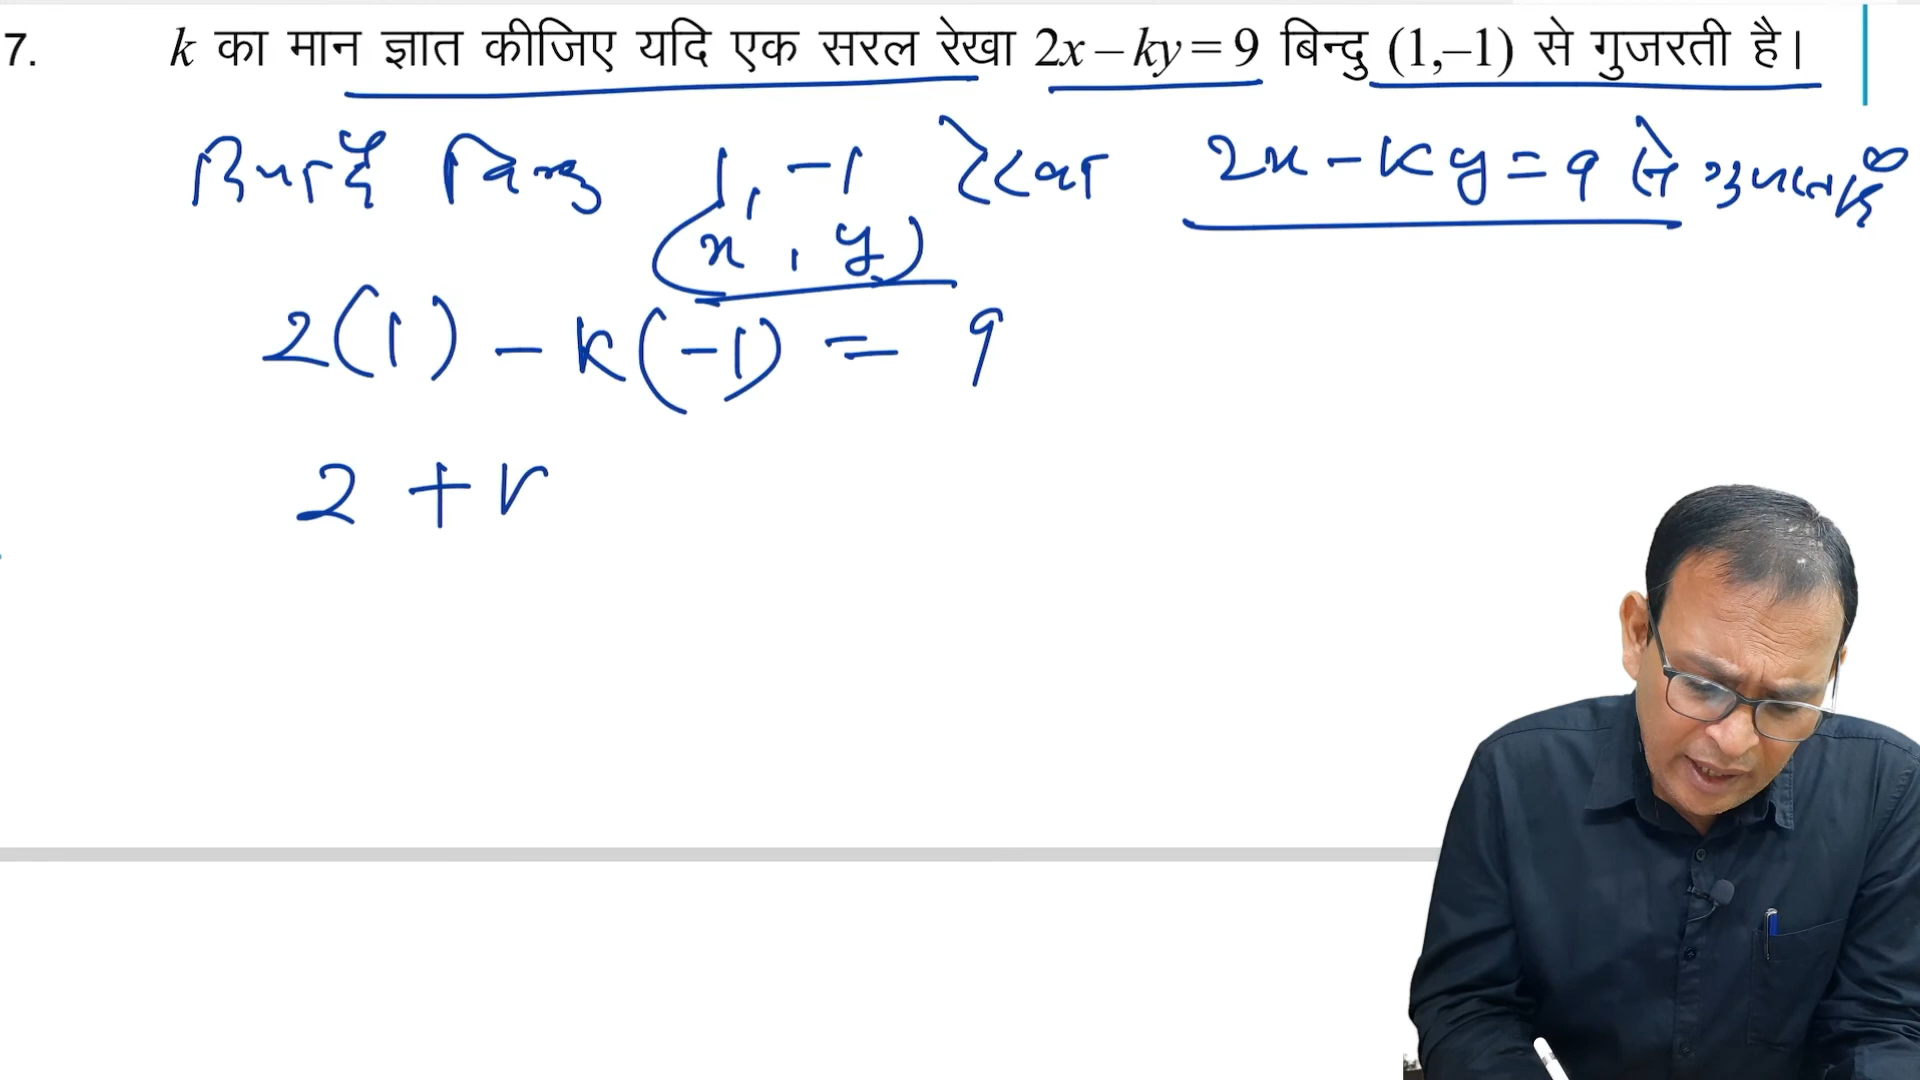 7. k का मान ज्ञात कीजिए यदि एक सरल रेखा 2x – ky = 9 बिन्दु (1,–1) से गुजरती है।
बिन्दु 1, -1 रेखा 2x - ky = 9 से
(x, y)
2(1) - k(-1) = 9
2 +